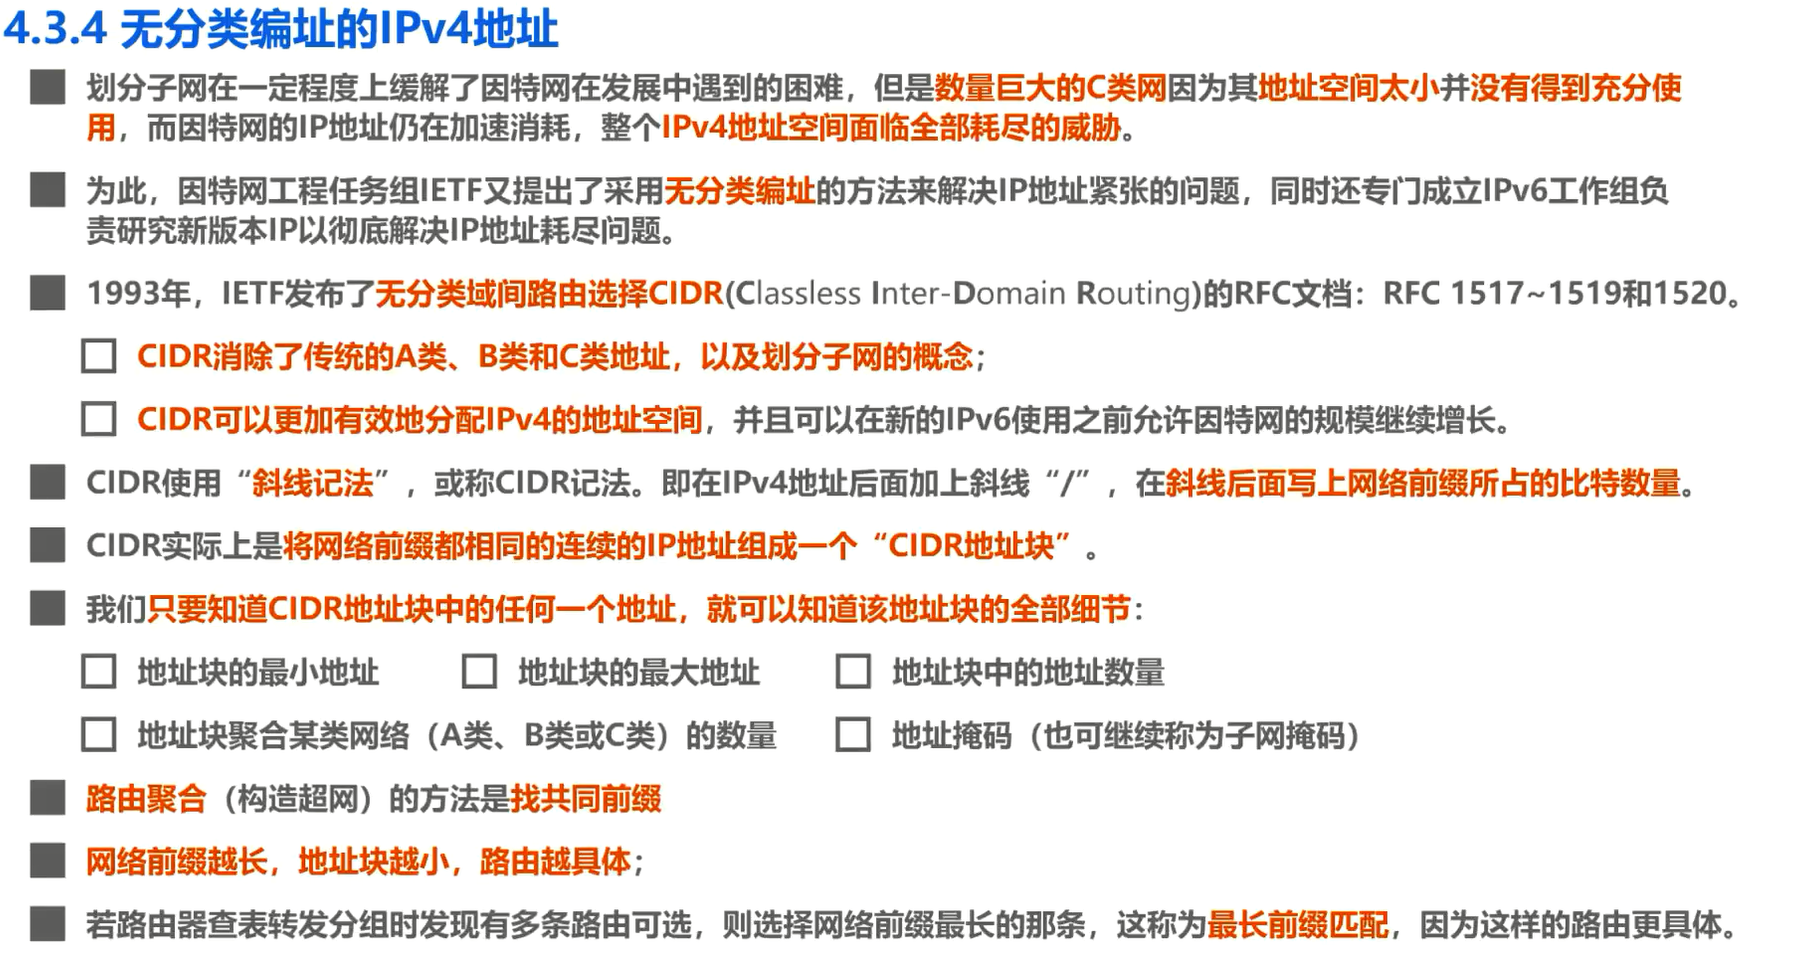 4.3.4 无分类编址的IPv4地址
划分子网在一定程度上缓解了因特网在发展中遇到的困难，但是数量巨大的C类网因为其地址空间太小并没有得到充分使
用，而因特网的IP地址仍在加速消耗，整个IPv4地址空间面临全部耗尽的威胁。
为此，因特网工程任务组IETF又提出了采用无分类编址的方法来解决IP地址紧张的问题，同时还专门成立IPv6工作组负
责研究新版本IP以彻底解决IP地址耗尽问题。
1993年，IETF发布了无分类域间路由选择CIDR(Classless Inter-Domain Routing)的RFC文档：RFC 1517~1519和1520。
CIDR消除了传统的A类、B类和C类地址，以及划分子网的概念；
CIDR可以更加有效地分配IPv4的地址空间，并且可以在新的IPv6使用之前允许因特网的规模继续增长。
CIDR使用“斜线记法”，或称CIDR记法。即在IPv4地址后面加上斜线“/”，在斜线后面写上网络前缀所占的比特数量。
CIDR实际上是将网络前缀都相同的连续的IP地址组成一个“CIDR地址块”。
我们只要知道CIDR地址块中的任何一个地址，就可以知道该地址块的全部细节：
地址块的最小地址 地址块的最大地址 地址块中的地址数量
地址块聚合某类网络（A类、B类或C类）的数量 地址掩码（也可继续称为子网掩码）
路由聚合（构造超网）的方法是找共同前缀
网络前缀越长，地址块越小，路由越具体；
若路由器查表转发分组时发现有多条路由可选，则选择网络前缀最长的那条，这称为最长前缀匹配，因为这样的路由更具体。